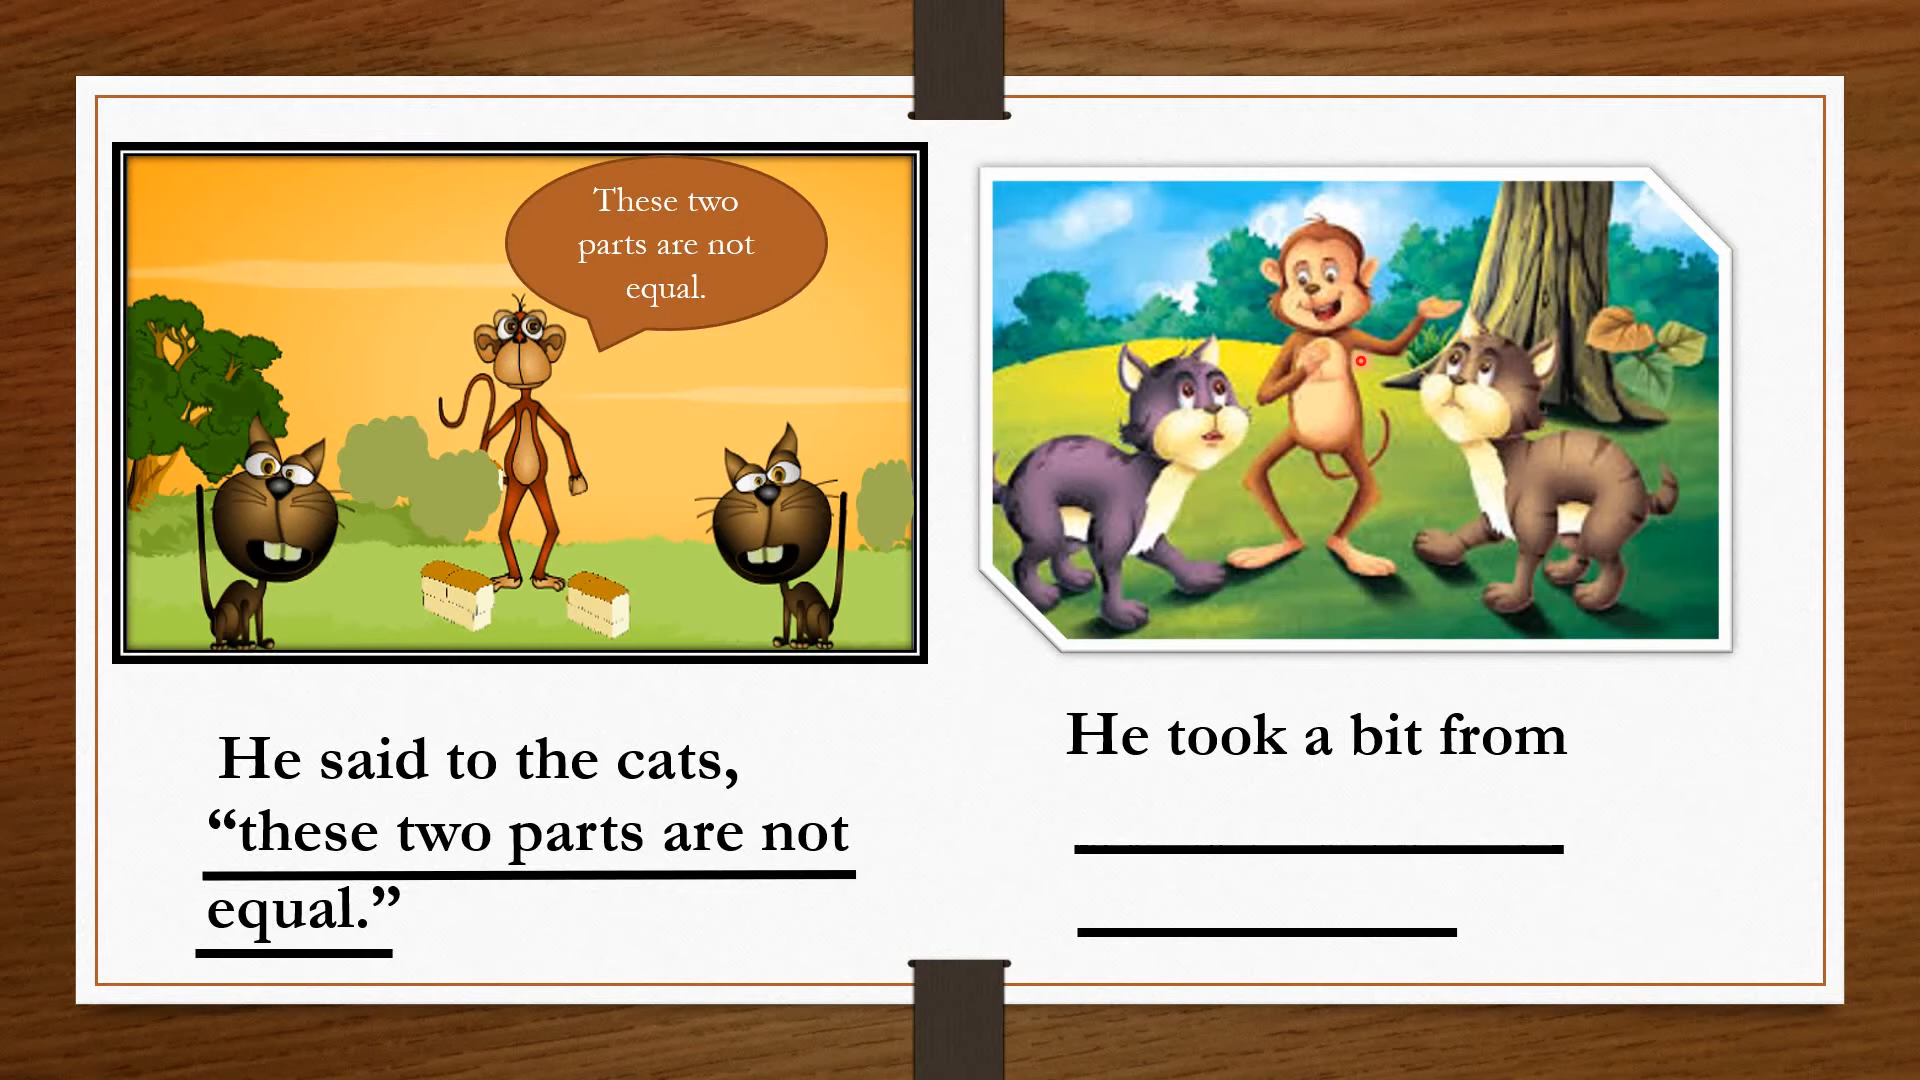 These two
parts are not
equal.
He said to the cats,
“these two parts are not
equal.”
He took a bit from